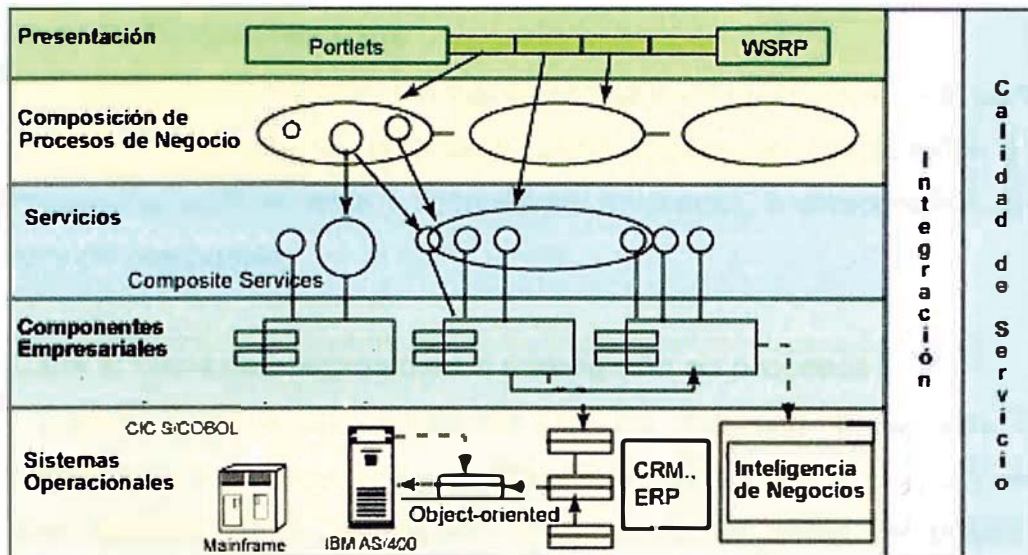 Presentación
Portlets
WSRP
Composición de
Procesos de Negocio
Servicios
Composite Services
Componentes
Empresariales
CICS/COBOL
Sistemas
Operacionales
Mainframe
IBM AS/400
Object-oriented
CRM..
ERP
Inteligencia
de Negocios
Integración
Calidad de Servicio